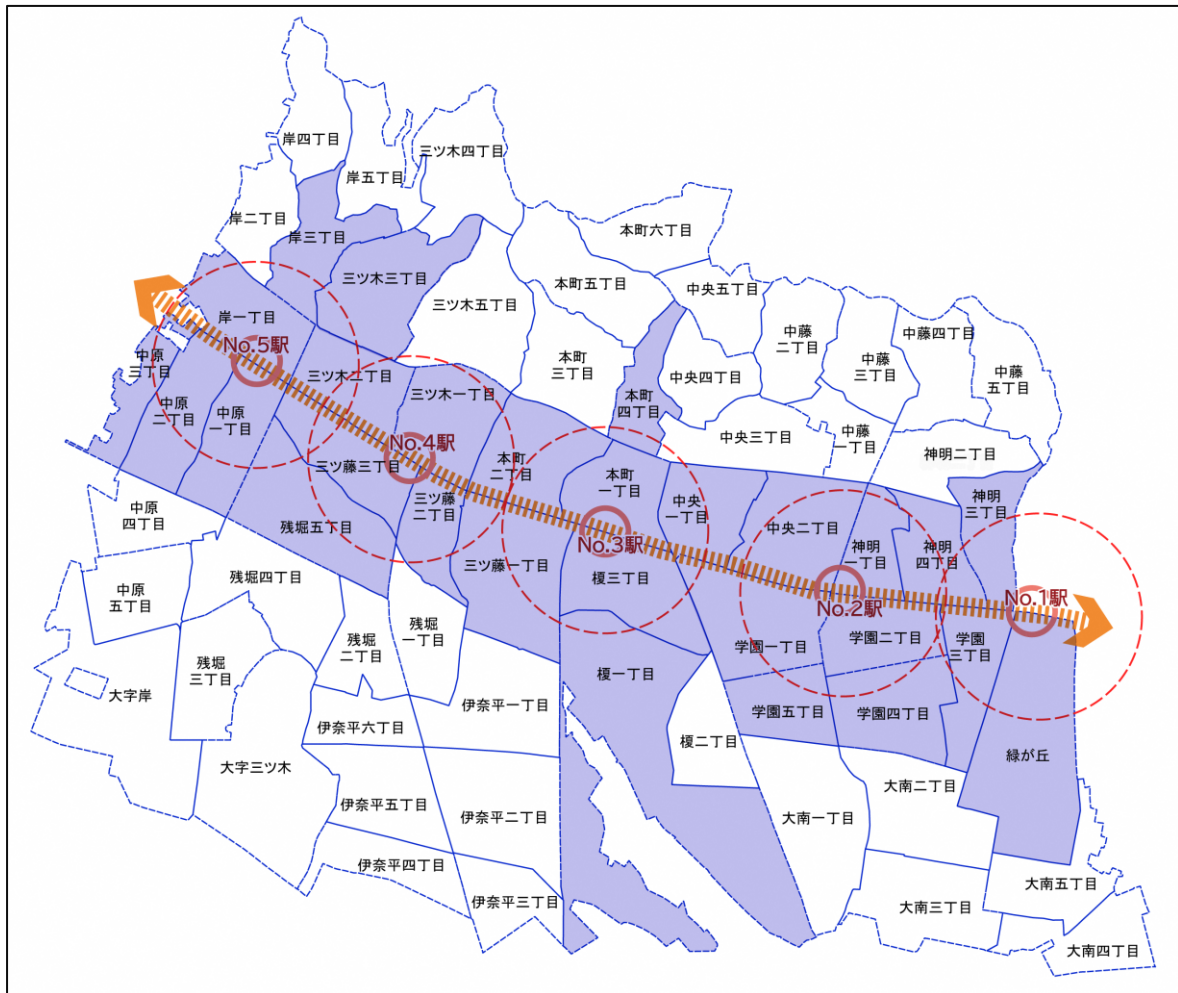 岸四丁目
三ツ木四丁目
岸五丁目
岸二丁目
岸三丁目
本町六丁目
三ツ木三丁目
本町五丁目
中央五丁目
三ツ木五丁目
中藤
二丁目
中藤四丁目
中藤
三丁目
中藤
五丁目
岸一丁目
No.5駅
中原
三丁目
三ツ木二丁目
本町
三丁目
中央四丁目
三ツ木一丁目
本町
四丁目
中原
二丁目
中原
一丁目
中央三丁目
中藤
一丁目
神明二丁目
No.4駅
三ツ藤三丁目
本町
二丁目
本町
一丁目
中央
一丁目
神明
三丁目
三ツ藤
二丁目
中原
四丁目
残堀五丁目
中央二丁目
神明
一丁目
神明
四丁目
No.3駅
三ツ藤一丁目
榎三丁目
残堀四丁目
中原
五丁目
No.1駅
No.2駅
残堀
一丁目
残堀
二丁目
学園一丁目
学園二丁目
学園
三丁目
残堀
三丁目
榎一丁目
大字岸
伊奈平一丁目
学園五丁目
学園四丁目
伊奈平六丁目
榎二丁目
緑が丘
大字三ツ木
大南二丁目
伊奈平五丁目
伊奈平二丁目
大南一丁目
伊奈平四丁目
大南五丁目
伊奈平三丁目
大南三丁目
大南四丁目